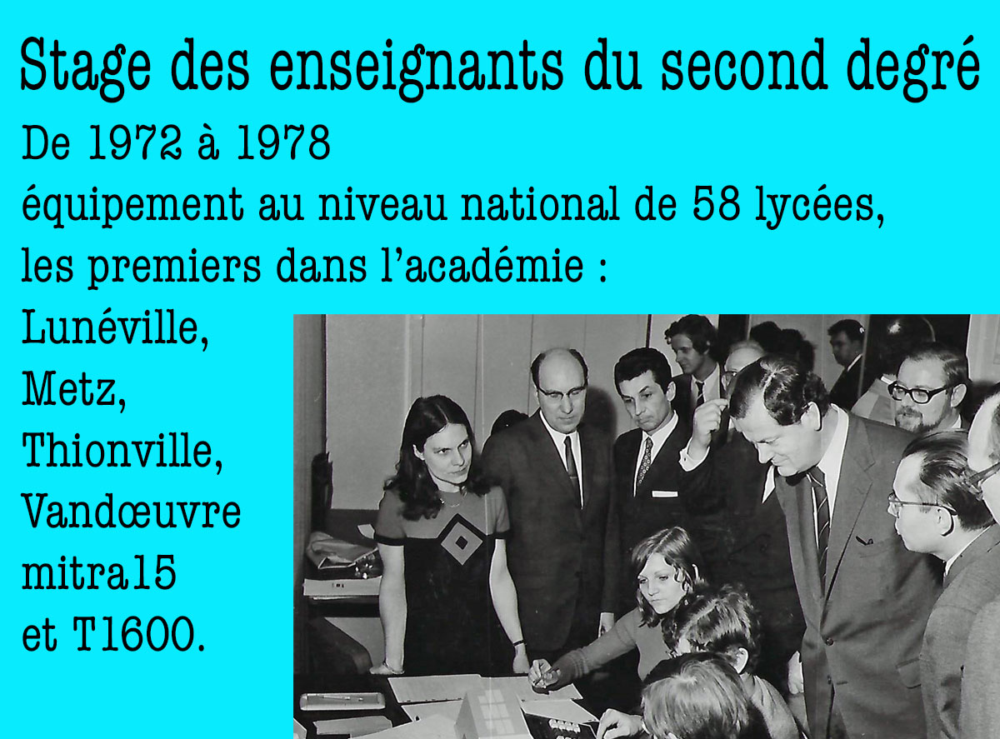 Stage des enseignants du second degré
De 1972 à 1978
équipement au niveau national de 58 lycées,
les premiers dans l’académie :
Lunéville,
Metz,
Thionville,
Vandœuvre
mitra15
et T1600.